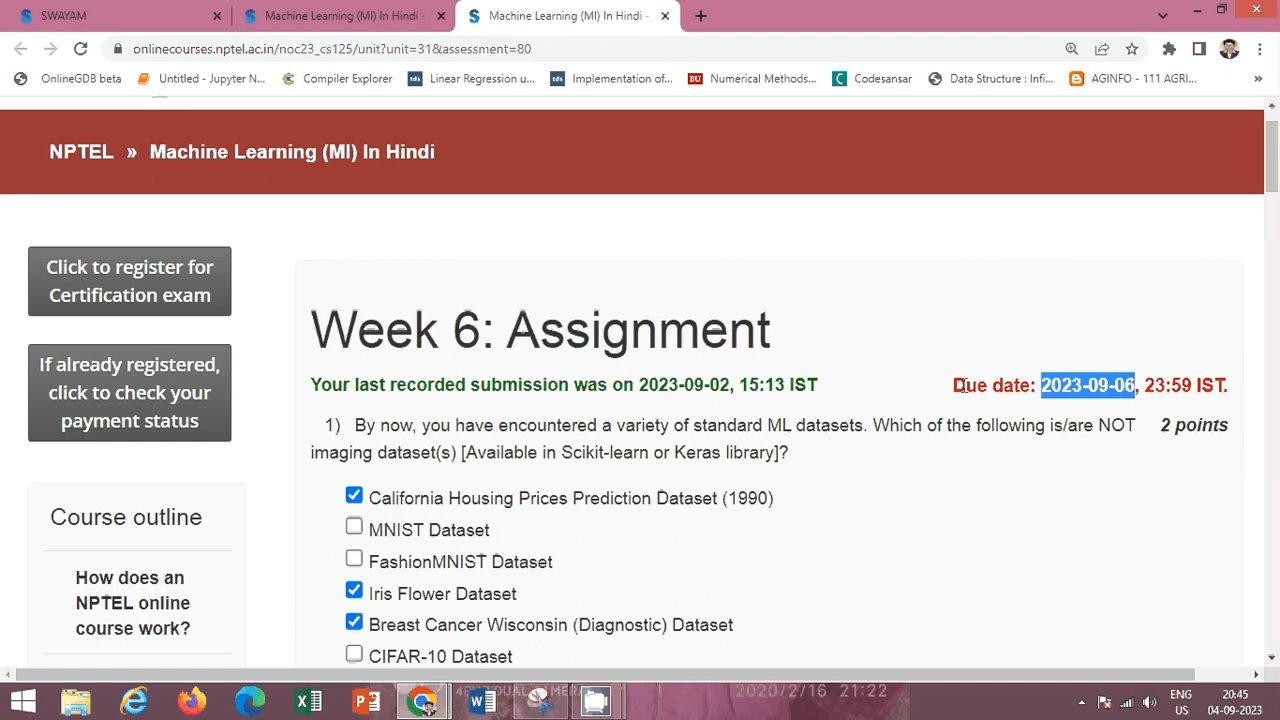 SWAYAM
Machine Learning (Ml) In Hindi -
Machine Learning (Ml) In Hindi -
onlinecourses.nptel.ac.in/noc23_cs125/unit?unit=31&assessment=80
OnlineGDB beta
Untitled - Jupyter N...
Compiler Explorer
tds
Linear Regression u...
tds
Implementation of...
BU
Numerical Methods...
Codesansar
Data Structure : Infi...
AGINFO - 111 AGRI...
NPTEL » Machine Learning (Ml) In Hindi
Click to register for
Certification exam
If already registered,
click to check your
payment status
Course outline
How does an
NPTEL online
course work?
Week 6: Assignment
Your last recorded submission was on 2023-09-02, 15:13 IST
Due date: 2023-09-06, 23:59 IST.
1) By now, you have encountered a variety of standard ML datasets. Which of the following is/are NOT
2 points
imaging dataset(s) [Available in Scikit-learn or Keras library]?
California Housing Prices Prediction Dataset (1990)
MNIST Dataset
FashionMNIST Dataset
Iris Flower Dataset
Breast Cancer Wisconsin (Diagnostic) Dataset
CIFAR-10 Dataset
2020/2/16 21:22
ENG
US
20:45
04-09-2023